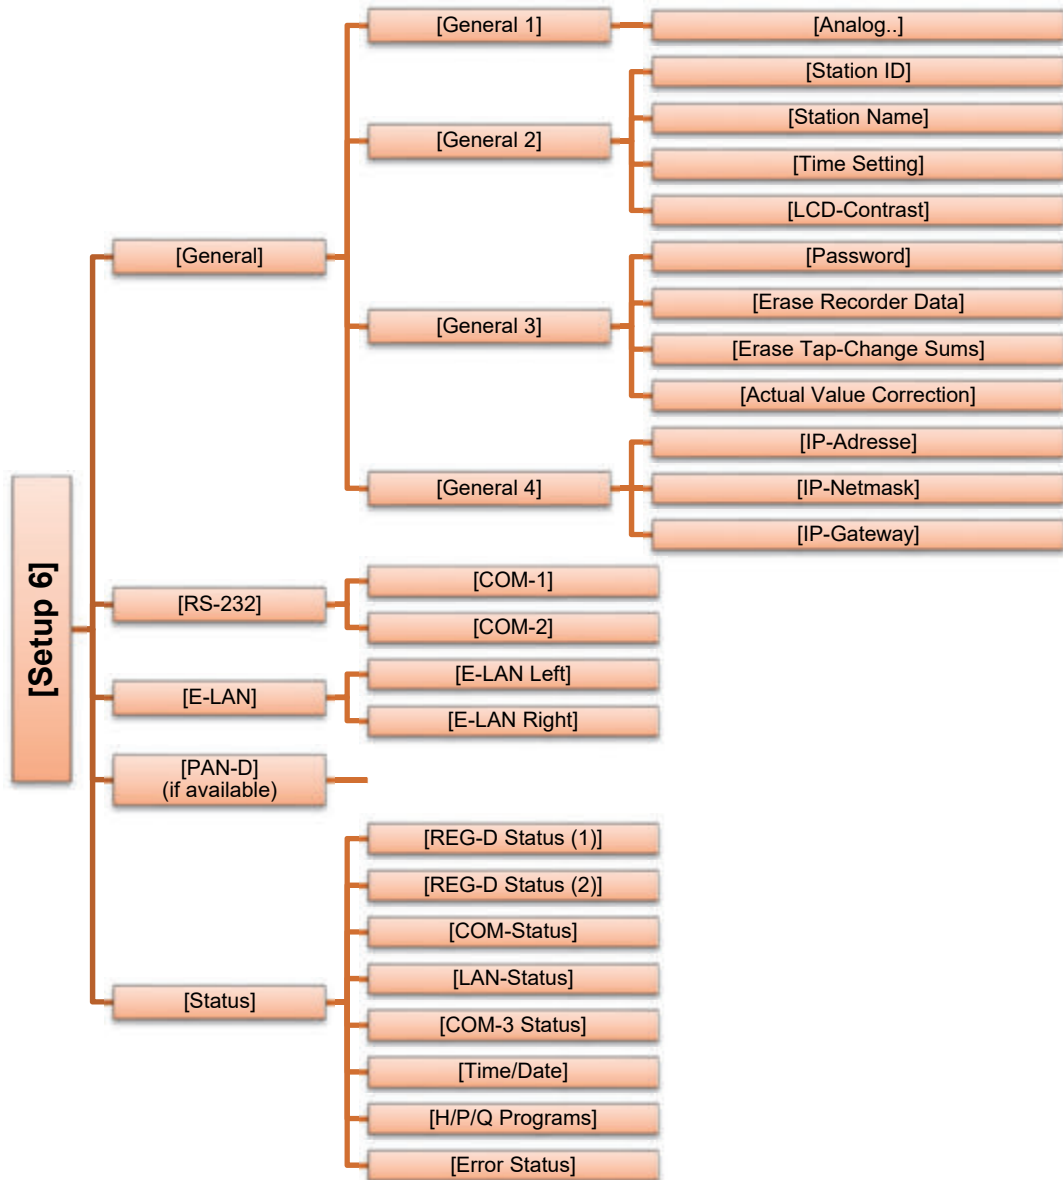 [Setup 6]
[General]
[General 1]
[Analog..]
[General 2]
[Station ID]
[Station Name]
[Time Setting]
[LCD-Contrast]
[General 3]
[Password]
[Erase Recorder Data]
[Erase Tap-Change Sums]
[Actual Value Correction]
[General 4]
[IP-Adresse]
[IP-Netmask]
[IP-Gateway]
[RS-232]
[COM-1]
[COM-2]
[E-LAN]
[E-LAN Left]
[E-LAN Right]
[PAN-D]
(if available)
[Status]
[REG-D Status (1)]
[REG-D Status (2)]
[COM-Status]
[LAN-Status]
[COM-3 Status]
[Time/Date]
[H/P/Q Programs]
[Error Status]